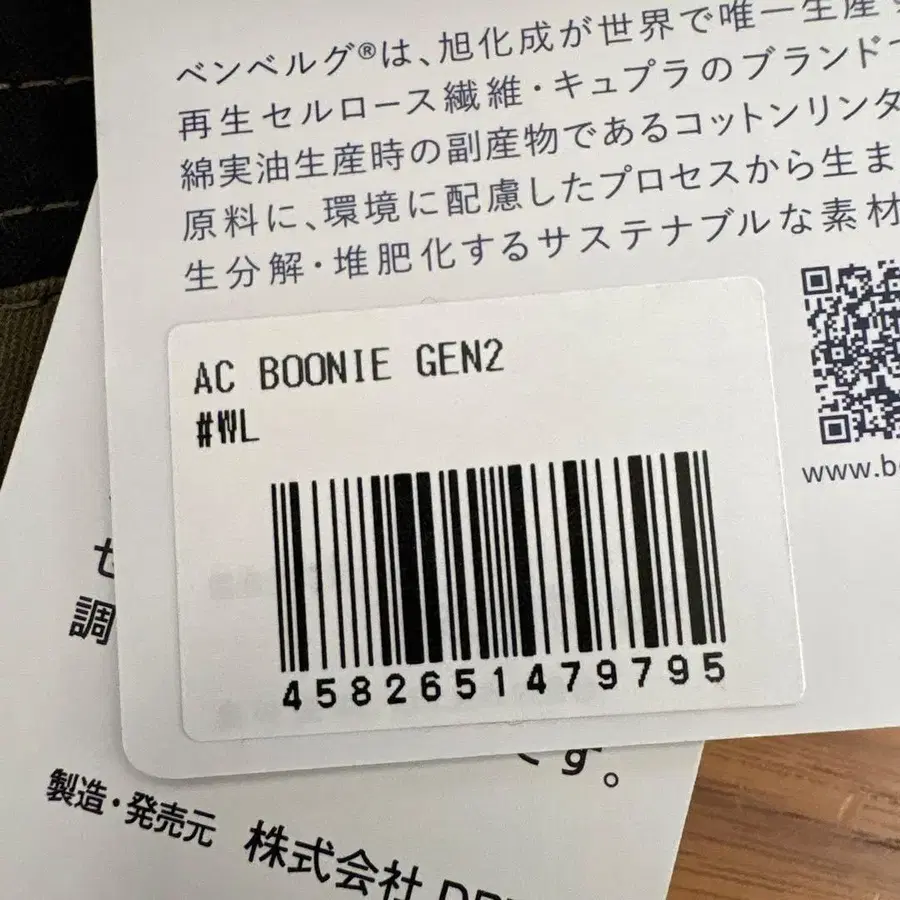 ベンベルグ®は、旭化成が世界で唯一生産
再生セルロース繊維・キュプラのブランド
綿実油生産時の副産物であるコットンリンタ
原料に、環境に配慮したプロセスから生ま
生分解・堆肥化するサステナブルな素材
AC BOONIE GEN2
#WL
4582651479795
www.b
セ
調
す。
製造・発売元 株式会社